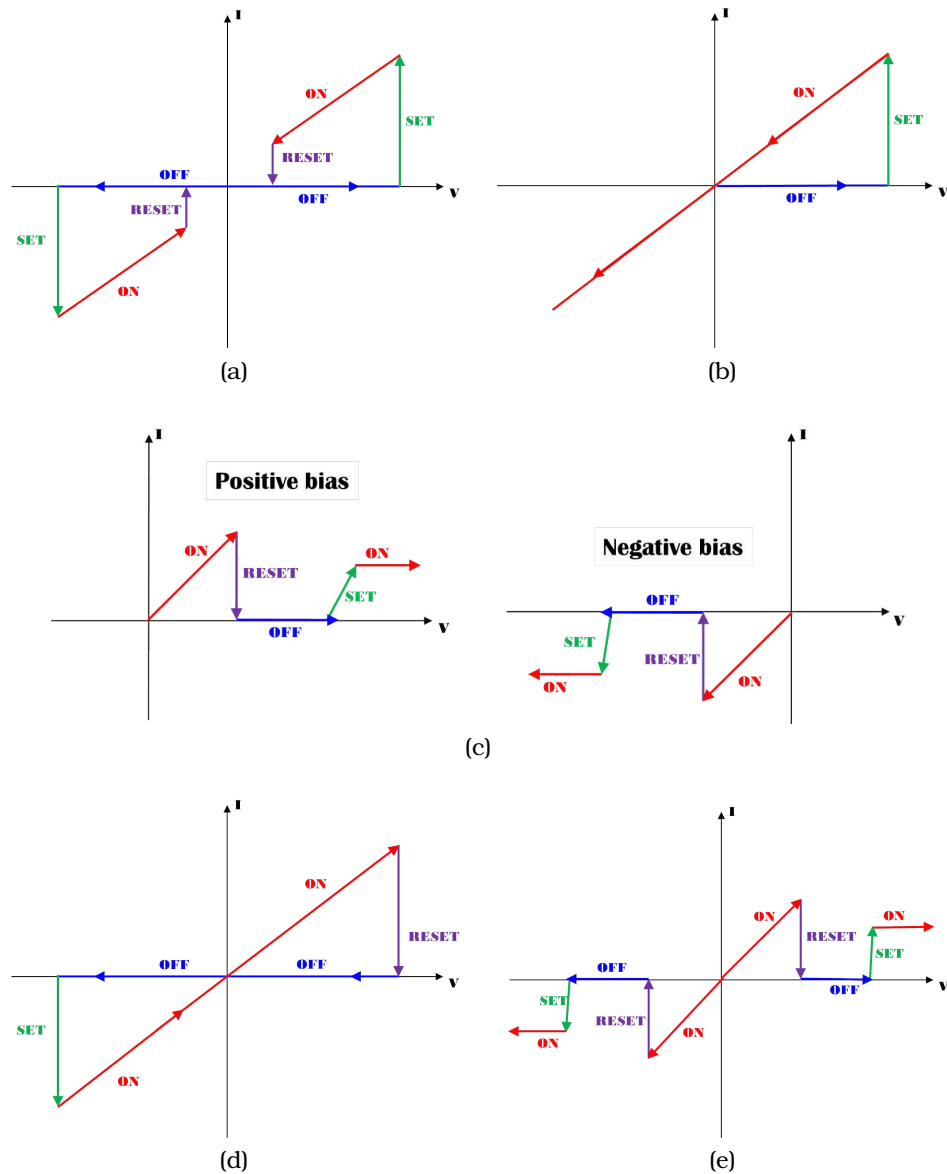 I
ON
SET
RESET
OFF
OFF
V
RESET
SET
ON
(a)
I
ON
SET
OFF
V
(b)
I
Positive bias
ON
RESET
ON
SET
OFF
V
I
Negative bias
OFF
SET
RESET
ON
ON
V
(c)
I
ON
RESET
OFF
OFF
V
SET
ON
(d)
I
ON
ON
RESET
SET
OFF
OFF
V
SET
RESET
ON
ON
(e)